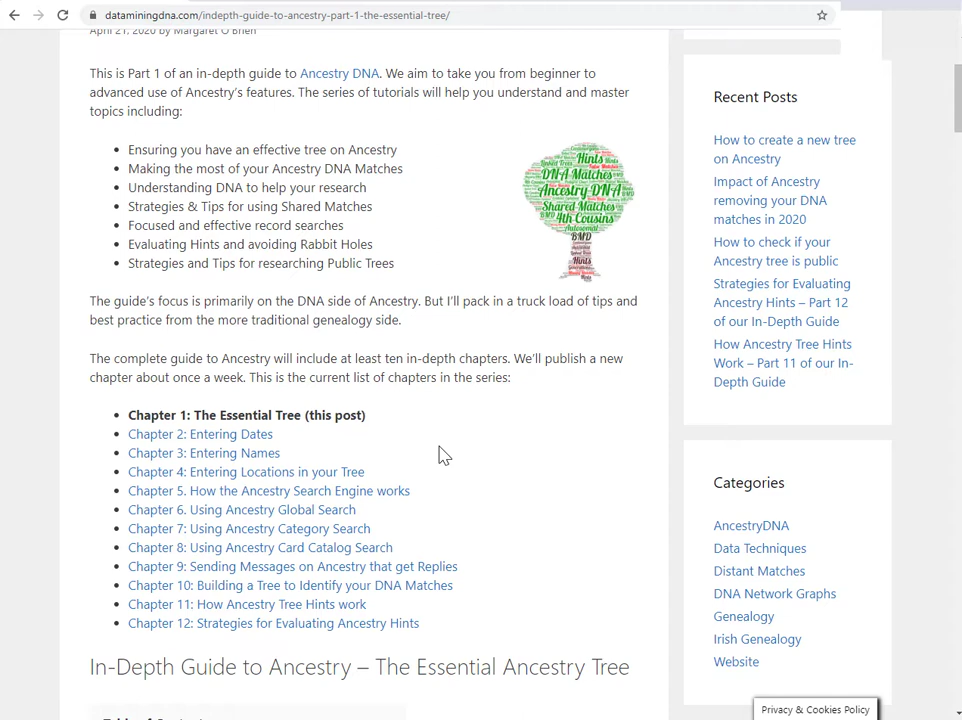 dataminingdna.com/indepth-guide-to-ancestry-part-1-the-essential-tree/
April 21, 2020 by Margaret O'Brien
This is Part 1 of an in-depth guide to Ancestry DNA. We aim to take you from beginner to
advanced use of Ancestry's features. The series of tutorials will help you understand and master
topics including:
Ensuring you have an effective tree on Ancestry
Making the most of your Ancestry DNA Matches
Understanding DNA to help your research
Strategies & Tips for using Shared Matches
Focused and effective record searches
Evaluating Hints and avoiding Rabbit Holes
Strategies and Tips for researching Public Trees
Hints
DNA-Matches
Ancestry-DNA
Shared-Matches
4th-Cousins
Autosomal
BMD
Hints
The guide's focus is primarily on the DNA side of Ancestry. But I'll pack in a truck load of tips and
best practice from the more traditional genealogy side.
The complete guide to Ancestry will include at least ten in-depth chapters. We'll publish a new
chapter about once a week. This is the current list of chapters in the series:
Chapter 1: The Essential Tree (this post)
Chapter 2: Entering Dates
Chapter 3: Entering Names
Chapter 4: Entering Locations in your Tree
Chapter 5. How the Ancestry Search Engine works
Chapter 6. Using Ancestry Global Search
Chapter 7: Using Ancestry Category Search
Chapter 8: Using Ancestry Card Catalog Search
Chapter 9: Sending Messages on Ancestry that get Replies
Chapter 10: Building a Tree to Identify your DNA Matches
Chapter 11: How Ancestry Tree Hints work
Chapter 12: Strategies for Evaluating Ancestry Hints
In-Depth Guide to Ancestry – The Essential Ancestry Tree
Recent Posts
How to create a new tree
on Ancestry
Impact of Ancestry
removing your DNA
matches in 2020
How to check if your
Ancestry tree is public
Strategies for Evaluating
Ancestry Hints – Part 12
of our In-Depth Guide
How Ancestry Tree Hints
Work – Part 11 of our In-
Depth Guide
Categories
AncestryDNA
Data Techniques
Distant Matches
DNA Network Graphs
Genealogy
Irish Genealogy
Website
Privacy & Cookies Policy